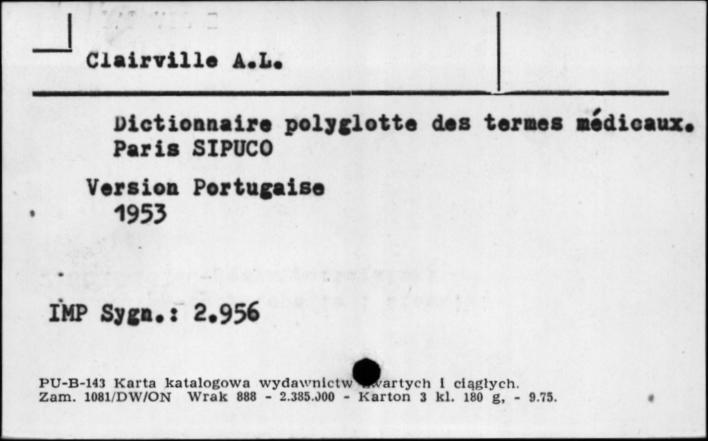 Clairville A.L.
Dictionnaire polyglotte des termes médicaux.
Paris SIPUCO
Version Portugaise
1953
IMP Sygn.: 2.956
PU-B-143 Karta katalogowa wydawnictw zwartych i ciągłych.
Zam. 1081/DW/ON Wrak 888 - 2.385.000 - Karton 3 kl. 180 g, - 9.75.